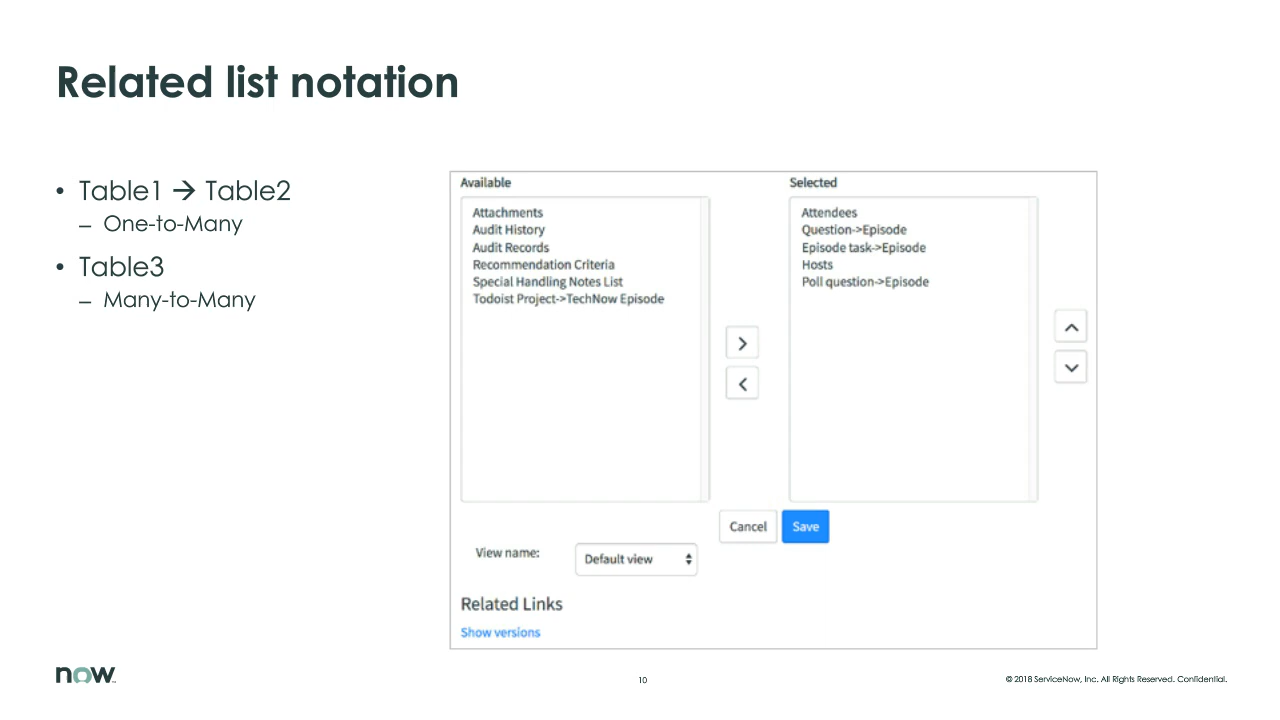 Related list notation
• Table1 → Table2
– One-to-Many
• Table3
– Many-to-Many
Available
Attachments
Audit History
Audit Records
Recommendation Criteria
Special Handling Notes List
Todoist Project->TechNow Episode
Selected
Attendees
Question->Episode
Episode task->Episode
Hosts
Poll question->Episode
Cancel
Save
View name:
Default view
Related Links
Show versions
now
10
© 2018 ServiceNow, Inc. All Rights Reserved. Confidential.